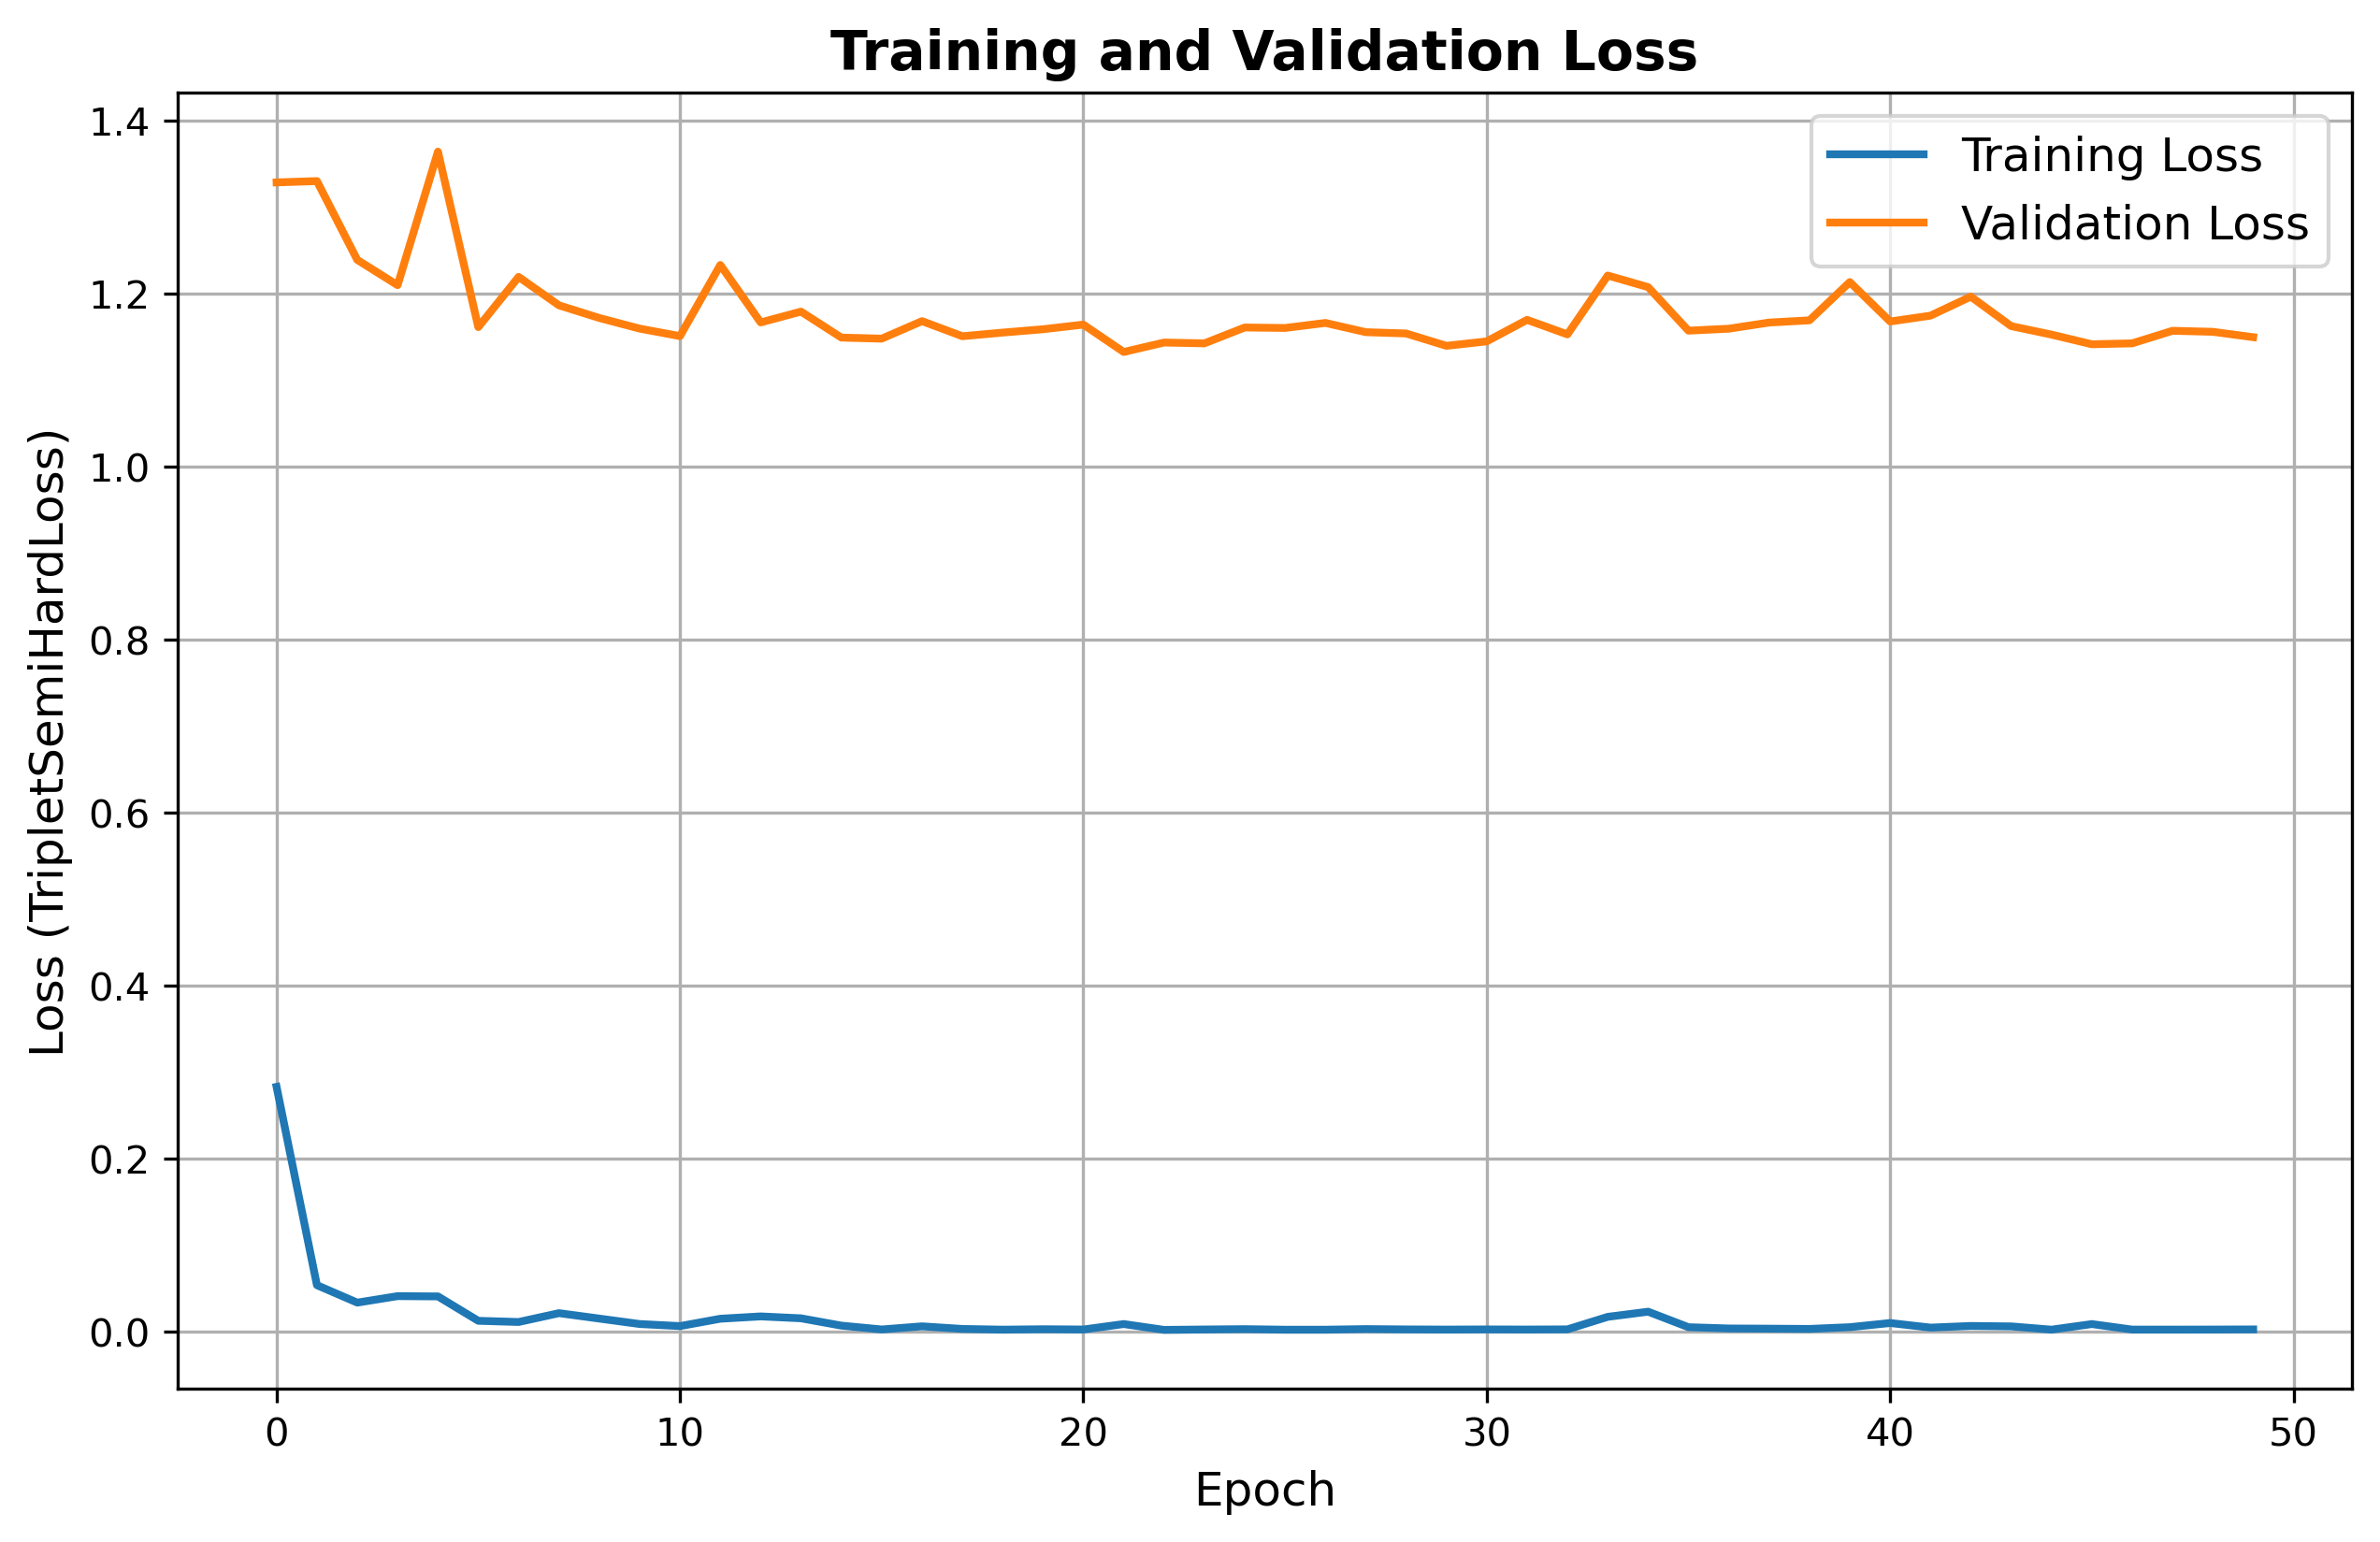 Training and Validation Loss
Training Loss
Validation Loss
1.4
1.2
1.0
0.8
0.6
0.4
0.2
0.0
Loss (TripletSemiHardLoss)
0 10 20 30 40 50
Epoch